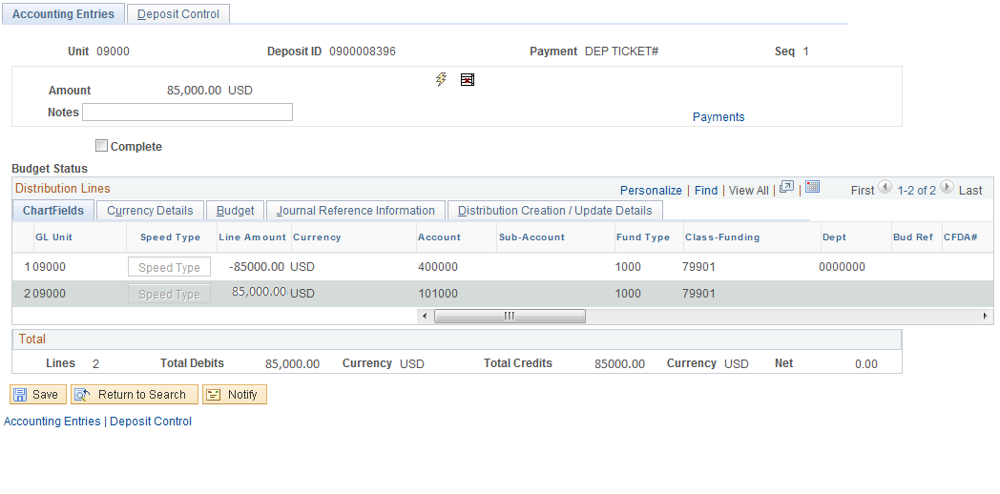 Accounting Entries Deposit Control
Unit 09000 Deposit ID 0900008396 Payment DEP TICKET# Seq 1
Amount 85,000.00 USD
Notes
Payments
Complete
Budget Status
Distribution Lines Personalize | Find | View All | | First 1-2 of 2 Last
ChartFields Currency Details Budget Journal Reference Information Distribution Creation / Update Details
GL Unit Speed Type Line Amount Currency Account Sub-Account Fund Type Class-Funding Dept Bud Ref CFDA#
1 09000 Speed Type -85000.00 USD 400000 1000 79901 0000000
2 09000 Speed Type 85,000.00 USD 101000 1000 79901
Total
Lines 2 Total Debits 85,000.00 Currency USD Total Credits 85000.00 Currency USD Net 0.00
Save Return to Search Notify
Accounting Entries | Deposit Control